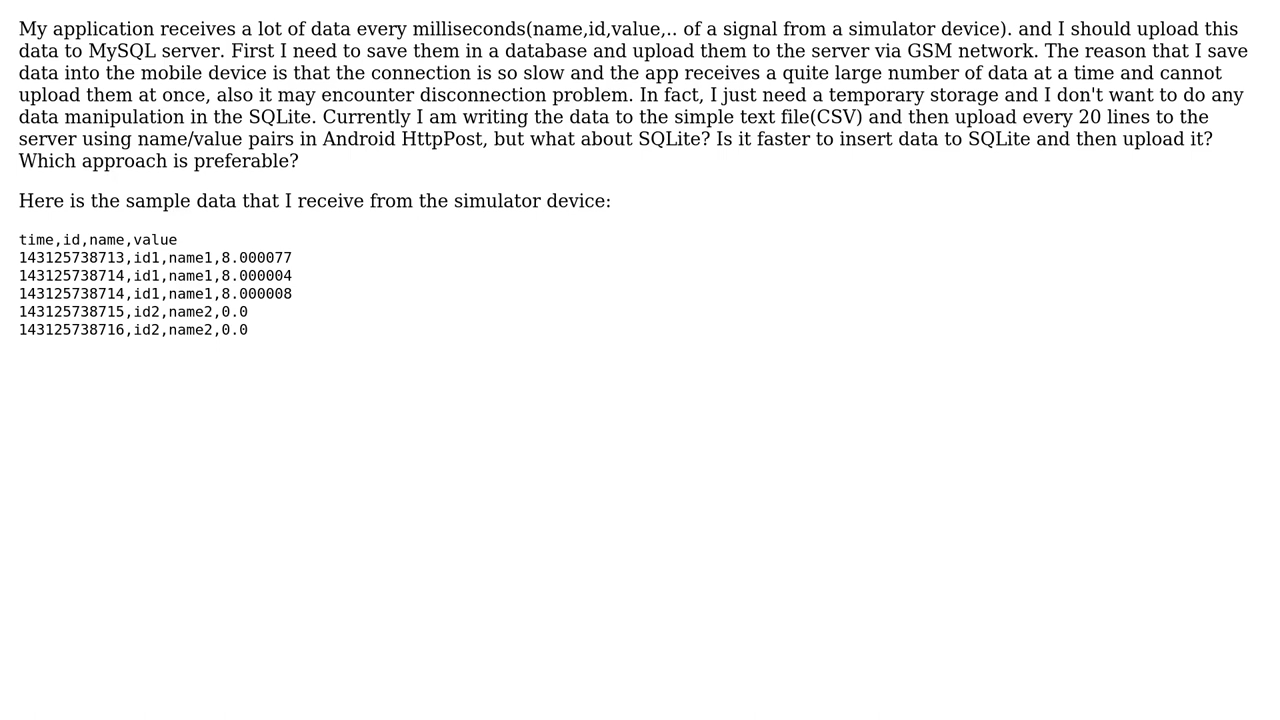 My application receives a lot of data every milliseconds(name,id,value,.. of a signal from a simulator device). and I should upload this
data to MySQL server. First I need to save them in a database and upload them to the server via GSM network. The reason that I save
data into the mobile device is that the connection is so slow and the app receives a quite large number of data at a time and cannot
upload them at once, also it may encounter disconnection problem. In fact, I just need a temporary storage and I don't want to do any
data manipulation in the SQLite. Currently I am writing the data to the simple text file(CSV) and then upload every 20 lines to the
server using name/value pairs in Android HttpPost, but what about SQLite? Is it faster to insert data to SQLite and then upload it?
Which approach is preferable?
Here is the sample data that I receive from the simulator device:
time,id,name,value
143125738713,id1,name1,8.000077
143125738714,id1,name1,8.000004
143125738714,id1,name1,8.000008
143125738715,id2,name2,0.0
143125738716,id2,name2,0.0